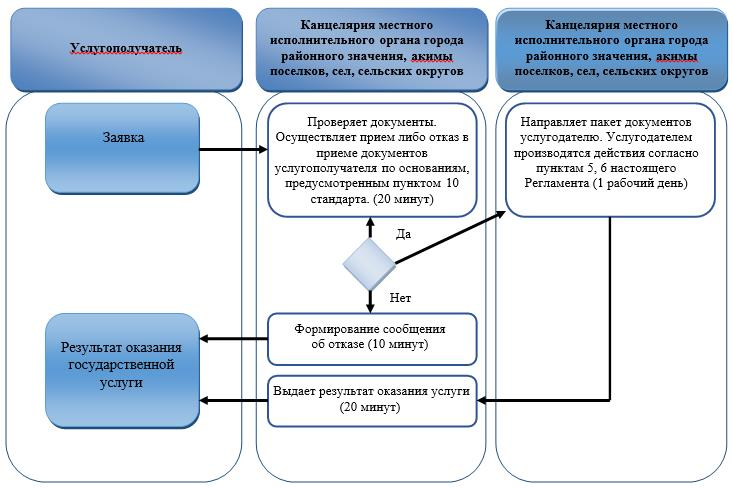 Услугополучатель
Канцелярия местного
исполнительного органа города
районного значения, акимы
поселков, сел, сельских округов
Канцелярия местного
исполнительного органа города
районного значения, акимы
поселков, сел, сельских округов
Заявка
Проверяет документы.
Осуществляет прием либо отказ в
приеме документов
услугополучателя по основаниям,
предусмотренным пунктом 10
стандарта. (20 минут)
Направляет пакет документов
услугодателю. Услугодателем
производятся действия согласно
пунктам 5, 6 настоящего
Регламента (1 рабочий день)
Да
Нет
Формирование сообщения
об отказе (10 минут)
Результат оказания
государственной
услуги
Выдает результат оказания услуги
(20 минут)